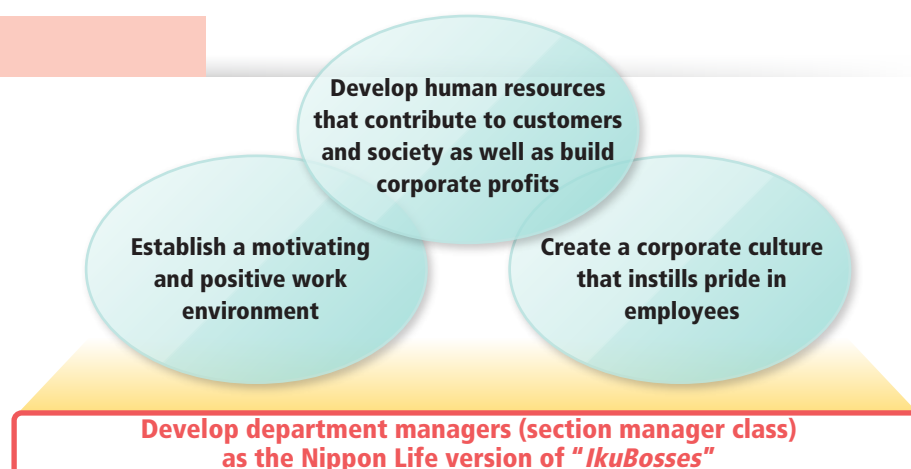 Develop human resources
that contribute to customers
and society as well as build
corporate profits
Establish a motivating
and positive work
environment
Create a corporate culture
that instills pride in
employees
Develop department managers (section manager class)
as the Nippon Life version of "IkuBosses"